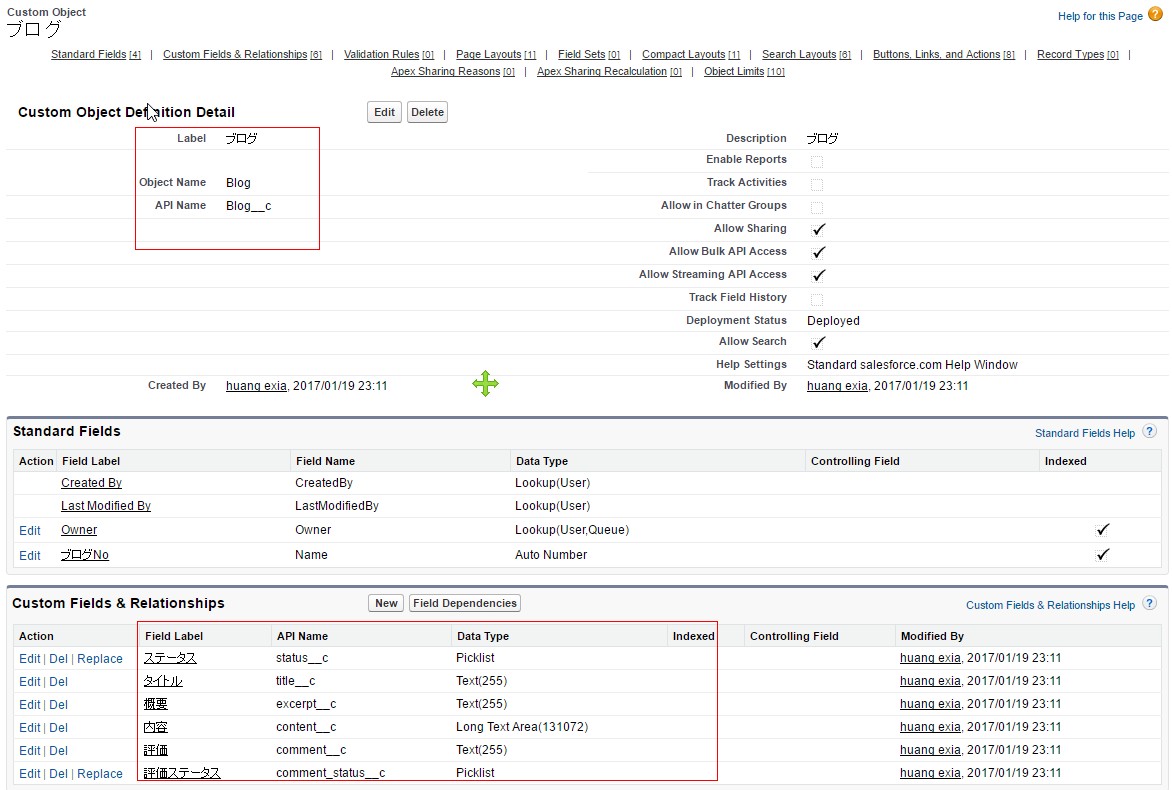 Custom Object
ブログ
Help for this Page ?
Standard Fields [4] | Custom Fields & Relationships [6] | Validation Rules [0] | Page Layouts [1] | Field Sets [0] | Compact Layouts [1] | Search Layouts [6] | Buttons, Links, and Actions [8] | Record Types [0] |
Apex Sharing Reasons [0] | Apex Sharing Recalculation [0] | Object Limits [10]
Custom Object Definition Detail Edit Delete
Label ブログ Description ブログ
Enable Reports
Object Name Blog Track Activities
API Name Blog__c Allow in Chatter Groups
Allow Sharing ✓
Allow Bulk API Access ✓
Allow Streaming API Access ✓
Track Field History
Deployment Status Deployed
Allow Search ✓
Help Settings Standard salesforce.com Help Window
Created By huang exia, 2017/01/19 23:11 Modified By huang exia, 2017/01/19 23:11
Standard Fields Standard Fields Help ?
Action Field Label Field Name Data Type Controlling Field Indexed
Created By CreatedBy Lookup(User)
Last Modified By LastModifiedBy Lookup(User)
Edit Owner Owner Lookup(User,Queue) ✓
Edit ブログNo Name Auto Number ✓
Custom Fields & Relationships New Field Dependencies Custom Fields & Relationships Help ?
Action Field Label API Name Data Type Indexed Controlling Field Modified By
Edit | Del | Replace ステータス status__c Picklist huang exia, 2017/01/19 23:11
Edit | Del タイトル title__c Text(255) huang exia, 2017/01/19 23:11
Edit | Del 概要 excerpt__c Text(255) huang exia, 2017/01/19 23:11
Edit | Del 内容 content__c Long Text Area(131072) huang exia, 2017/01/19 23:11
Edit | Del 評価 comment__c Text(255) huang exia, 2017/01/19 23:11
Edit | Del | Replace 評価ステータス comment_status__c Picklist huang exia, 2017/01/19 23:11